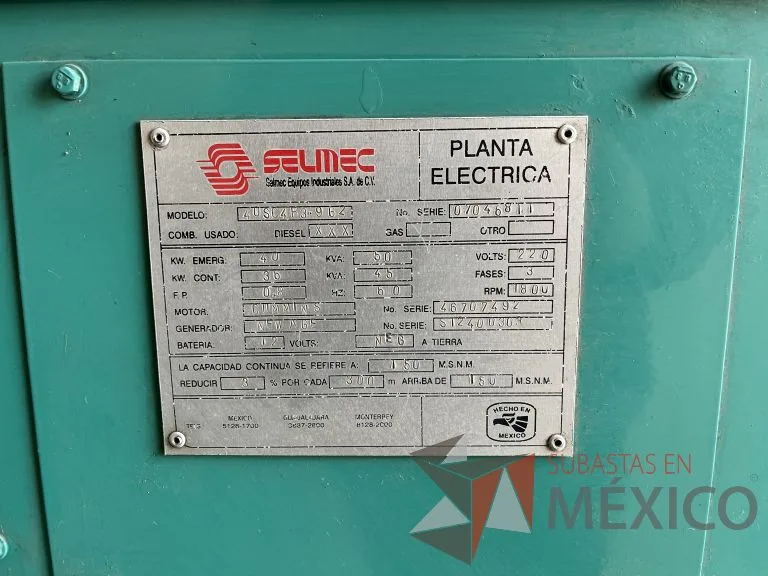 SELMEC
Selmec Equipos Industriales S.A. de C.V.
PLANTA
ELECTRICA
MODELO: No. SERIE:
COMB. USADO: DIESEL XXX GAS OTRO
KW. EMERG: 40 KVA: 50 VOLTS: 220
KW. CONT: 36 KVA: 45 FASES: 3
F.P. 0.8 HZ: 60 RPM: 1800
MOTOR: CUMMINS No. SERIE: 46707492
GENERADOR: NEWAGE No. SERIE:
BATERIA: 12 VOLTS: NEG A TIERRA
LA CAPACIDAD CONTINUA SE REFIERE A: 150 M.S.N.M.
REDUCIR 3 % POR CADA 300 m ARRIBA DE 150 M.S.N.M.
MEXICO GUADALAJARA MONTERREY
5128-1700 8128-2000
HECHO EN
MEXICO
SUBASTAS EN
MÉXICO